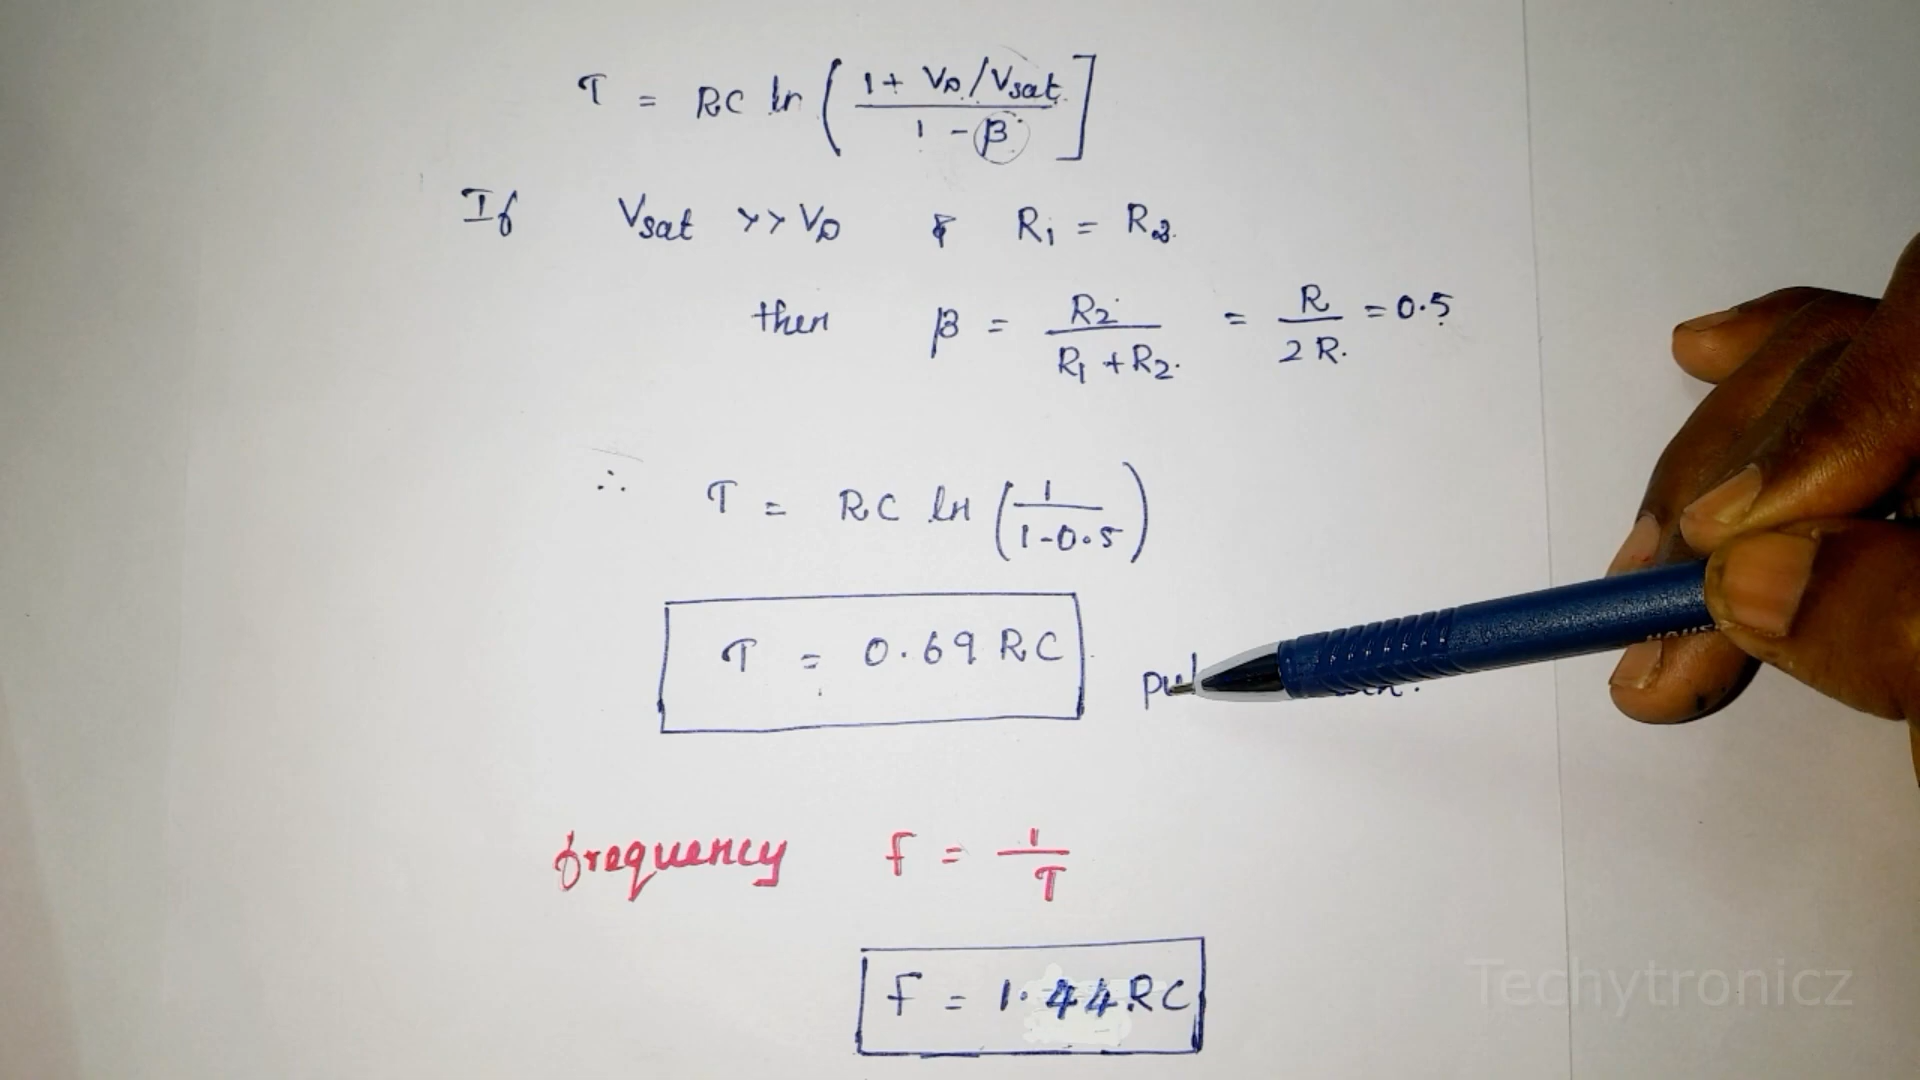 T = RC ln ( 1 + VD/Vsat / 1 - β ]
If Vsat >> VD & R1 = R2.
then β = R2 / R1 + R2. = R / 2R. = 0.5
∴ T = RC ln ( 1 / 1-0.5 )
T = 0.69 RC
frequency F = 1 / T
F = 1.44 RC
Techytronicz